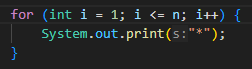 for (int i = 1; i <= n; i++) {
    System.out.print(s:"*");
}